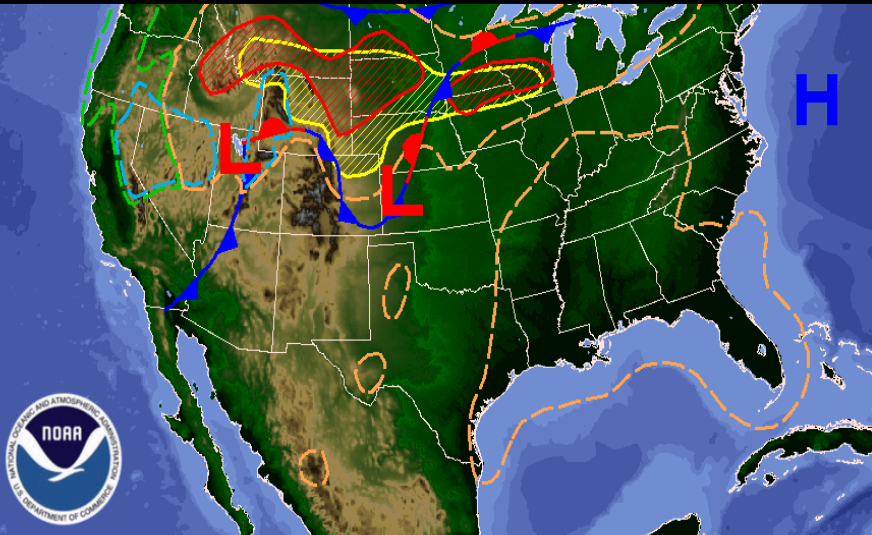 H
L
L
NATIONAL OCEANIC AND ATMOSPHERIC ADMINISTRATION
NOAA
U.S. DEPARTMENT OF COMMERCE